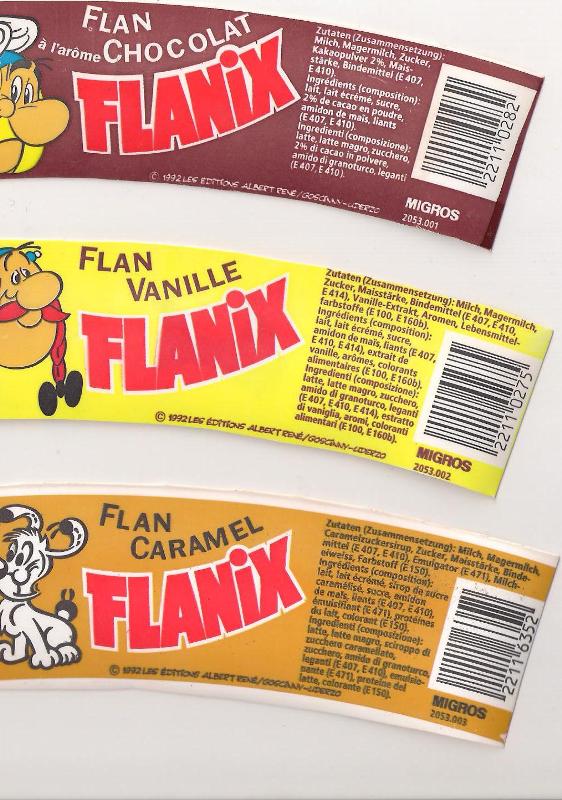 FLAN
à l'arôme CHOCOLAT
FLANiX
© 1992 LES EDITIONS ALBERT RENÉ/GOSCINNY-UDERZO
Zutaten (Zusammensetzung):
Milch, Magermilch, Zucker,
Kakaopulver 2%, Mais-
stärke, Bindemittel (E 407,
E 410).
Ingrédients (composition):
lait, lait écrémé, sucre,
2% de cacao en poudre,
amidon de maïs, liants
(E 407, E 410).
Ingredienti (composizione):
latte, latte magro, zucchero,
2% di cacao in polvere,
amido di granoturco, leganti
(E 407, E 410).
2211 0282
MIGROS
2053.001
FLAN
VANILLE
FLANiX
© 1992 LES EDITIONS ALBERT RENÉ/GOSCINNY-UDERZO
Zutaten (Zusammensetzung): Milch, Magermilch,
Zucker, Maisstärke, Bindemittel (E 407, E 410,
E 414), Vanille-Extrakt, Aromen, Lebensmittel-
farbstoffe (E 100, E 160b).
Ingrédients (composition):
lait, lait écrémé, sucre,
amidon de maïs, liants (E 407,
E 410, E 414), extrait de
vanille, arômes, colorants
alimentaires (E 100, E 160b).
Ingredienti (composizione):
latte, latte magro, zucchero,
amido di granoturco, leganti
(E 407, E 410, E 414), estratto
di vaniglia, aromi, coloranti
alimentari (E 100, E 160b).
2211 0275
MIGROS
2053.002
FLAN
CARAMEL
FLANiX
© 1992 LES EDITIONS ALBERT RENÉ/GOSCINNY-UDERZO
Zutaten (Zusammensetzung): Milch, Magermilch,
Caramelzuckersirup, Zucker, Maisstärke, Binde-
mittel (E 407, E 410), Emulgator (E 471), Milch-
eiweiss, Farbstoff (E 150).
Ingrédients (composition):
lait, lait écrémé, sirop de sucre
caramélisé, sucre, amidon
de maïs, liants (E 407, E 410),
émulsifiant (E 471), protéines
du lait, colorant (E 150).
Ingredienti (composizione):
latte, latte magro, sciroppo di
zucchero caramellato,
zucchero, amido di granoturco,
leganti (E 407, E 410), emulsio-
nante (E 471), proteine del
latte, colorante (E 150).
2211 6352
MIGROS
2053.003